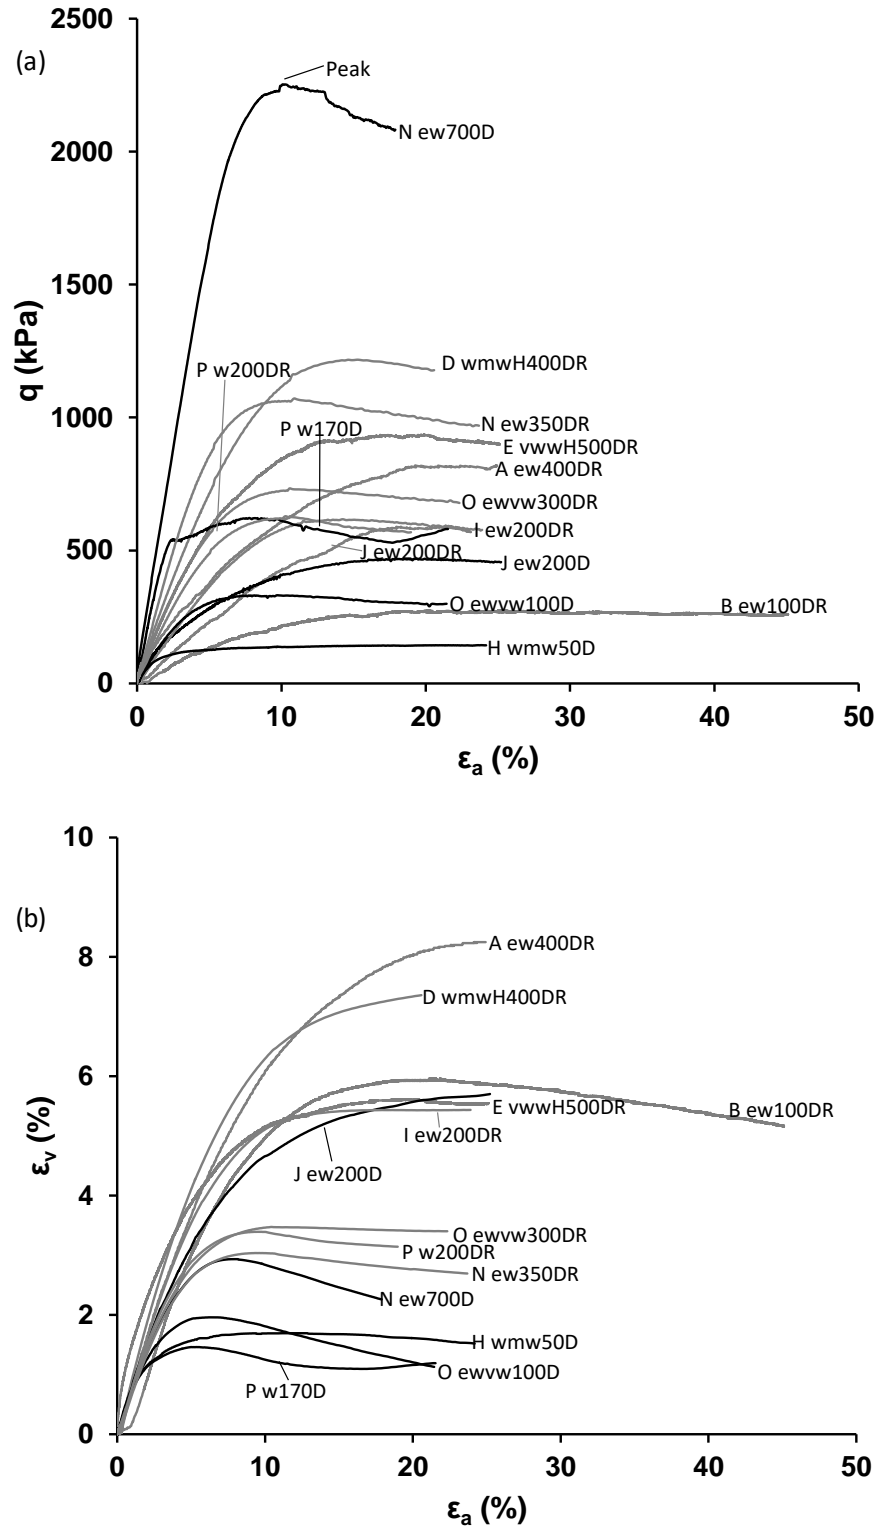 (a)
q (kPa)
2500
2000
1500
1000
500
0
Peak
N ew700D
D wmwH400DR
P w200DR
N ew350DR
P w170D
E vwwH500DR
A ew400DR
O ewvw300DR
I ew200DR
J ew200DR
J ew200D
O ewvw100D
B ew100DR
H wmw50D
0 10 20 30 40 50
εa (%)
(b)
εv (%)
10
8
6
4
2
0
A ew400DR
D wmwH400DR
E vwwH500DR
B ew100DR
I ew200DR
J ew200D
O ewvw300DR
P w200DR
N ew350DR
N ew700D
H wmw50D
O ewvw100D
P w170D
0 10 20 30 40 50
εa (%)